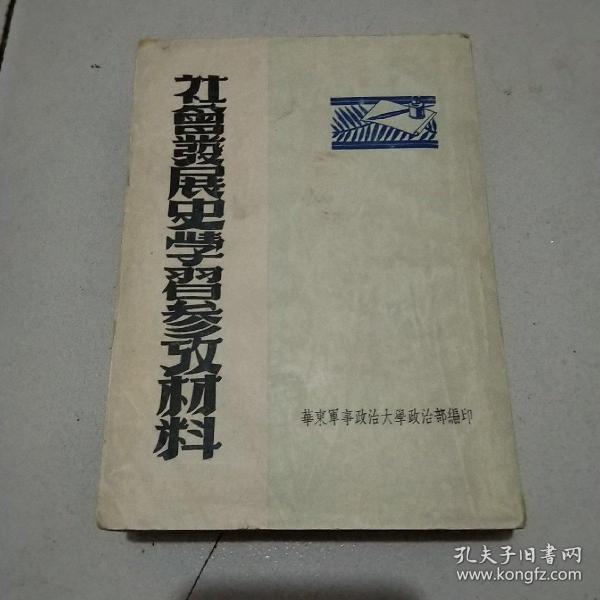 社會發展史學習參攷材料
華東軍事政治大學政治部編印
孔夫子旧書网
www.kongfz.com